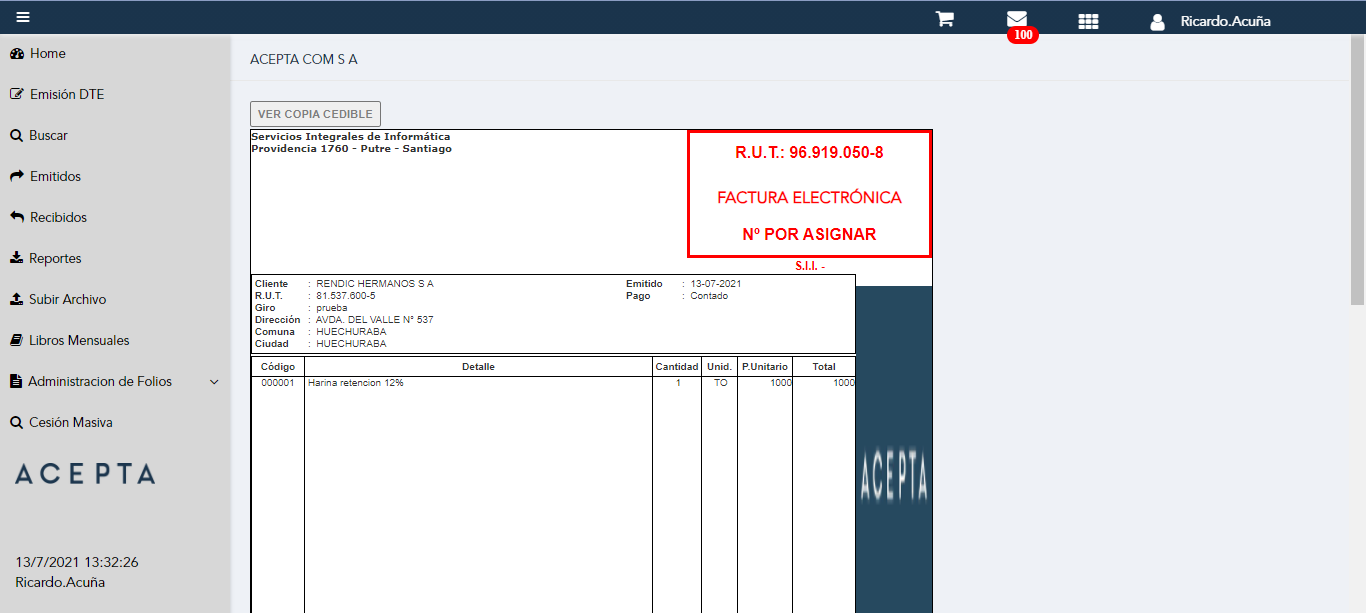 100
Ricardo.Acuña
Home
Emisión DTE
Buscar
Emitidos
Recibidos
Reportes
Subir Archivo
Libros Mensuales
Administracion de Folios
Cesión Masiva
ACEPTA
13/7/2021 13:32:26
Ricardo.Acuña
ACEPTA COM S A
VER COPIA CEDIBLE
Servicios Integrales de Informática
Providencia 1760 - Putre - Santiago
R.U.T.: 96.919.050-8
FACTURA ELECTRÓNICA
Nº POR ASIGNAR
S.I.I. -
Cliente : RENDIC HERMANOS S A Emitido : 13-07-2021
R.U.T. : 81.537.600-5 Pago : Contado
Giro : prueba
Dirección : AVDA. DEL VALLE N° 537
Comuna : HUECHURABA
Ciudad : HUECHURABA
Código Detalle Cantidad Unid. P.Unitario Total
000001 Harina retencion 12% 1 TO 1000 1000
ACEPTA